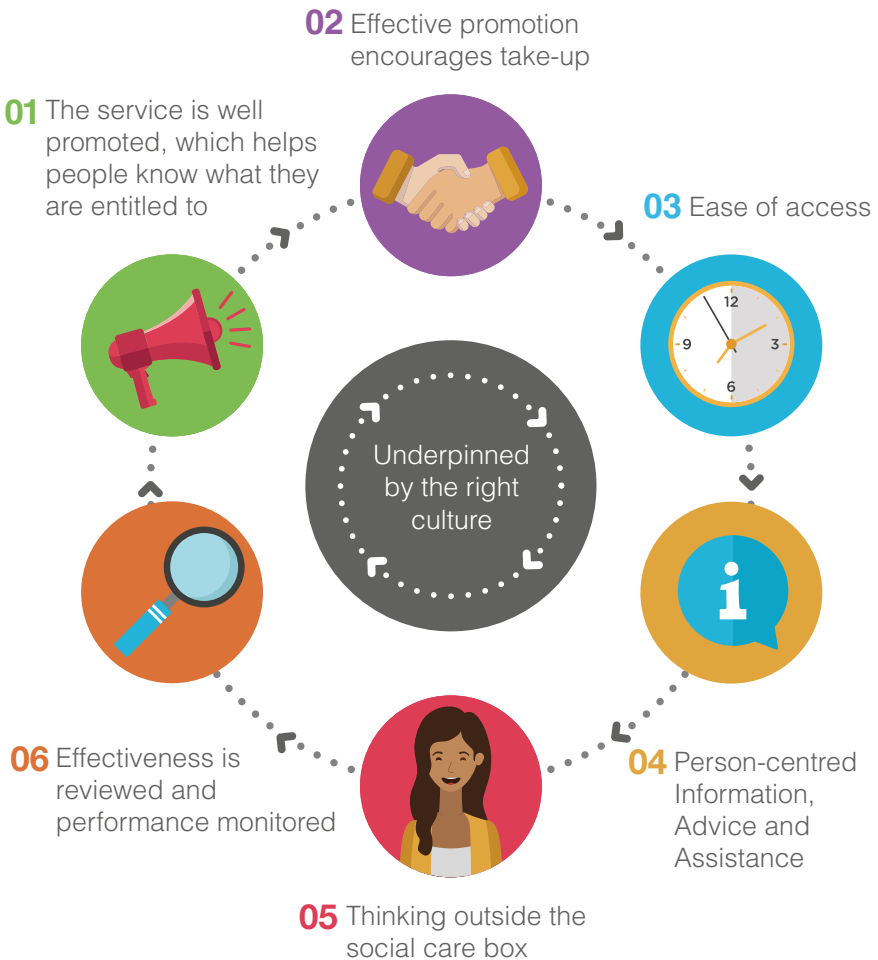 02 Effective promotion
encourages take-up
01 The service is well
promoted, which helps
people know what they
are entitled to
03 Ease of access
12
9
3
6
Underpinned
by the right
culture
i
06 Effectiveness is
reviewed and
performance monitored
04 Person-centred
Information,
Advice and
Assistance
05 Thinking outside the
social care box